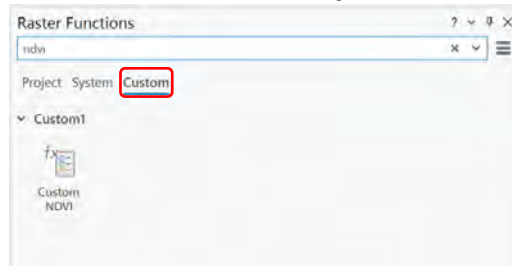 Raster Functions
ndvi
Project System Custom
Custom1
fx
Custom
NDVI